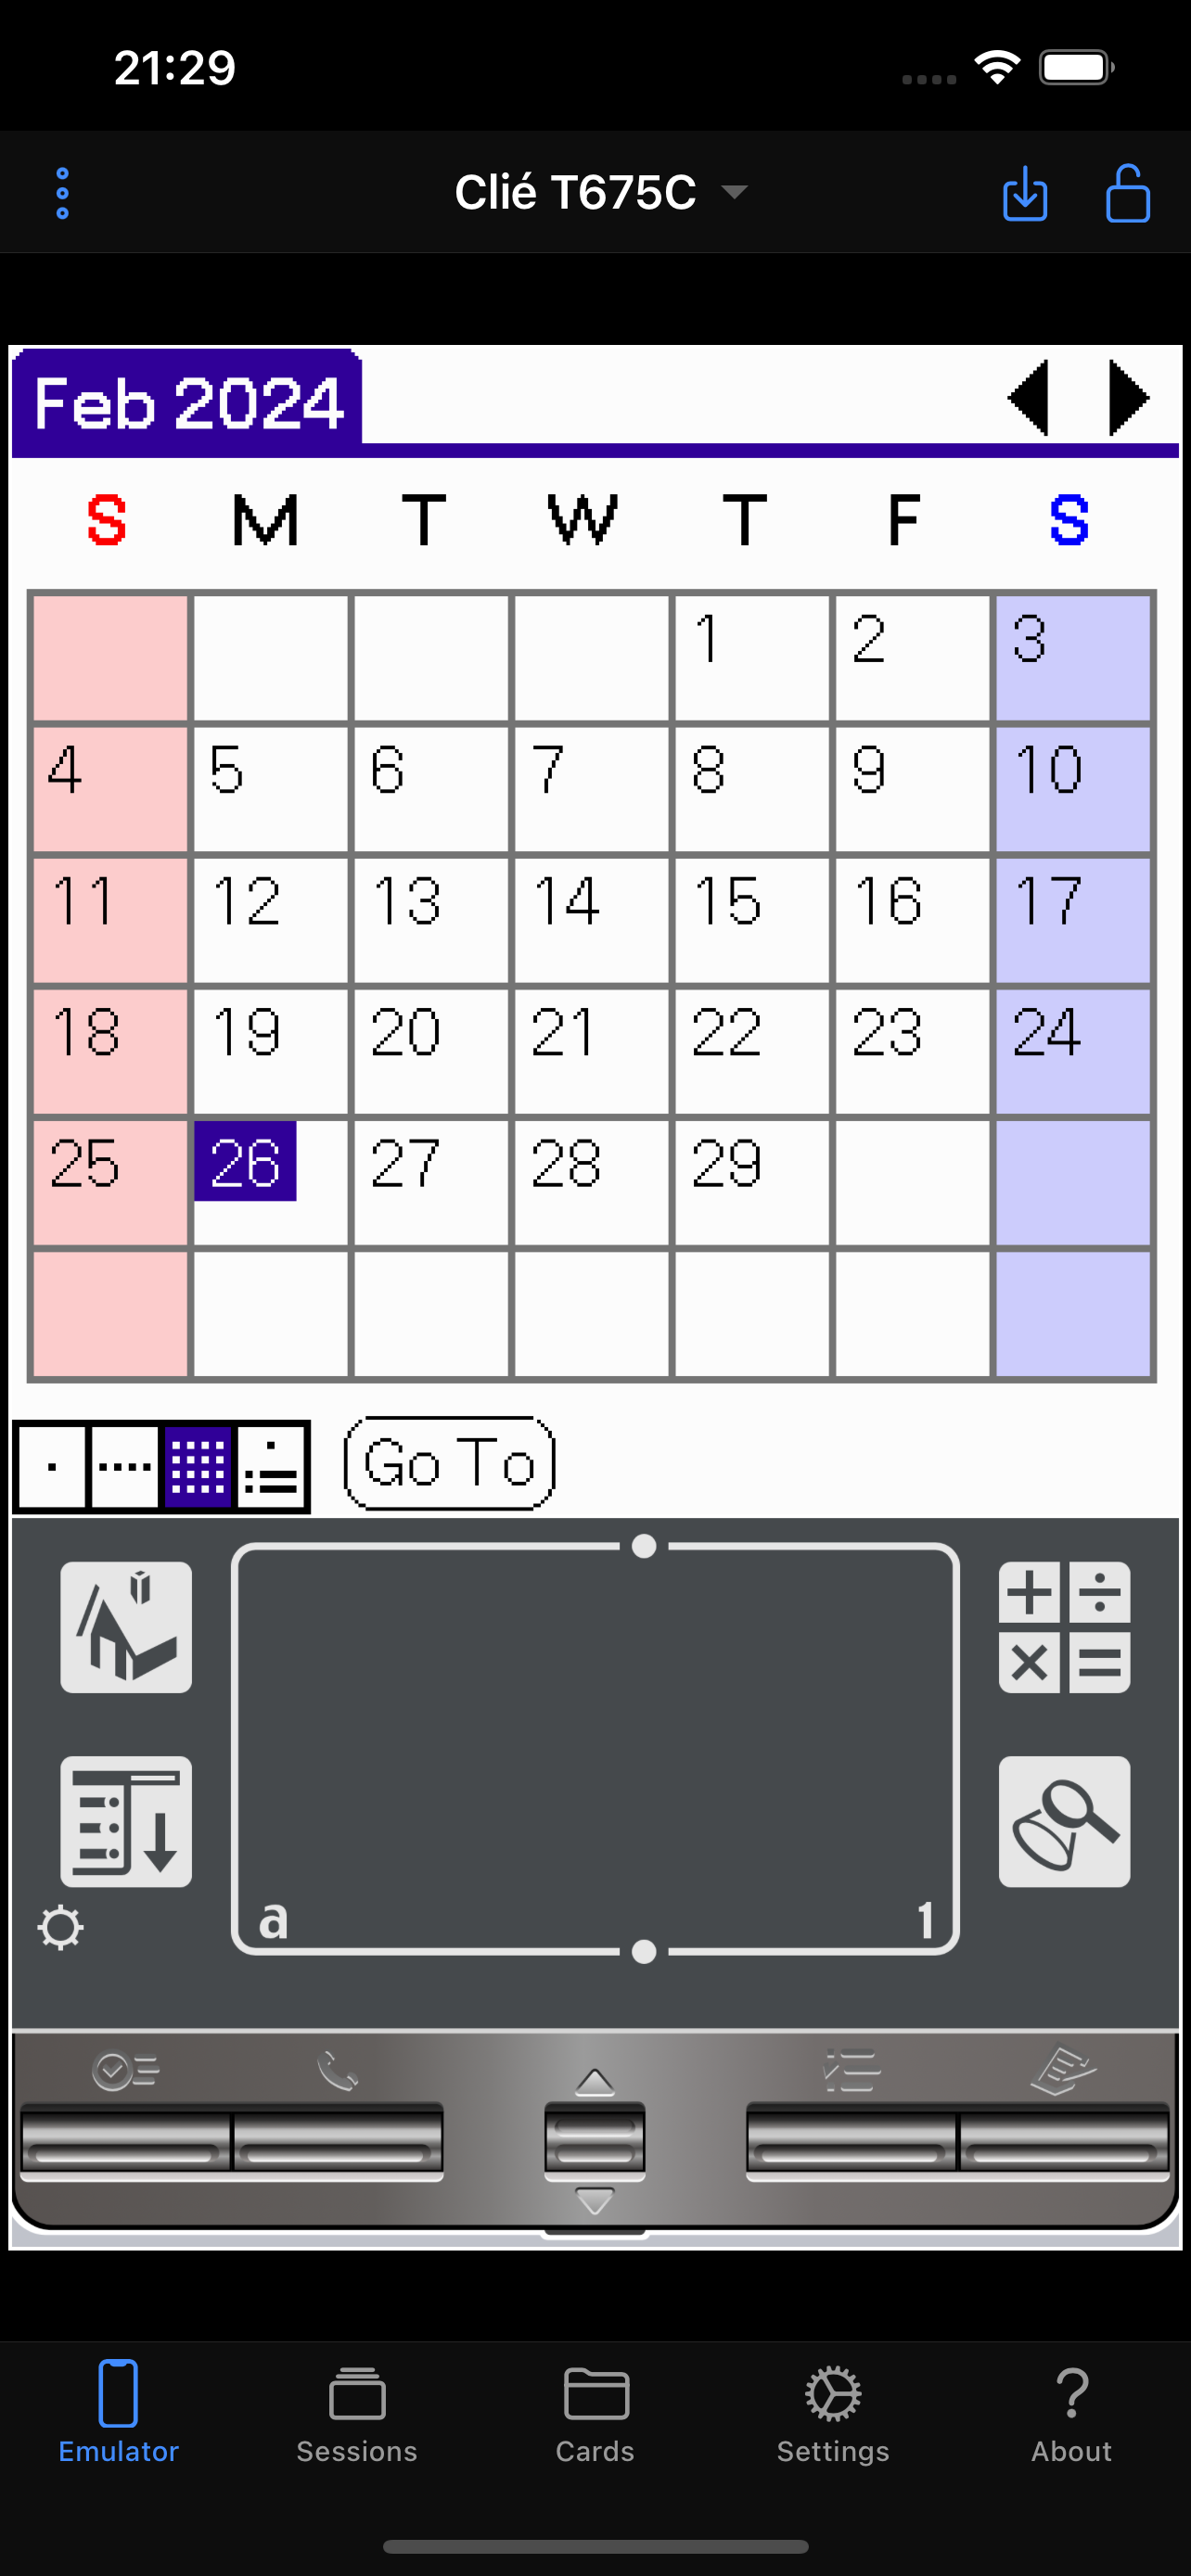 21:29
Clié T675C
Feb 2024
S M T W T F S
1 2 3
4 5 6 7 8 9 10
11 12 13 14 15 16 17
18 19 20 21 22 23 24
25 26 27 28 29
Go To
a 1
Emulator Sessions Cards Settings About